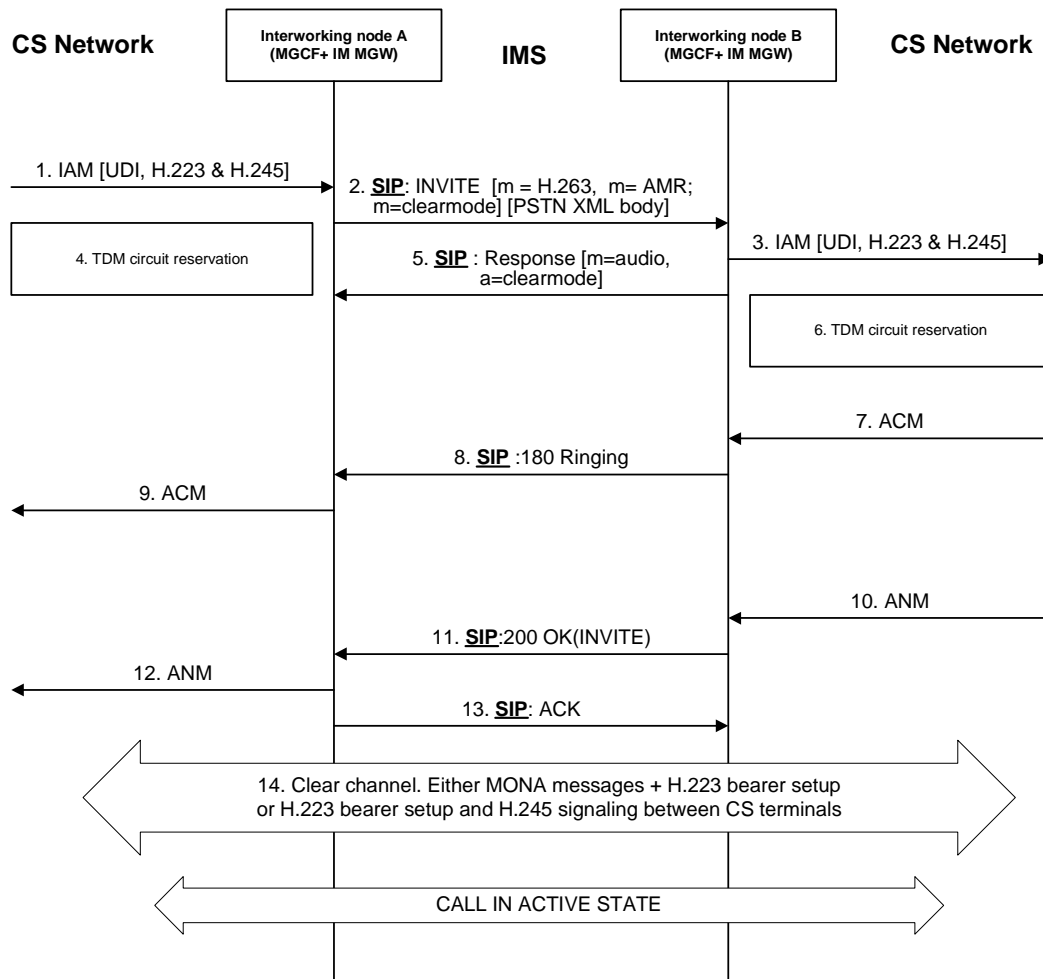 CS Network
Interworking node A
(MGCF+ IM MGW)
IMS
Interworking node B
(MGCF+ IM MGW)
CS Network
1. IAM [UDI, H.223 & H.245]
2. SIP: INVITE [m = H.263, m= AMR;
m=clearmode] [PSTN XML body]
3. IAM [UDI, H.223 & H.245]
4. TDM circuit reservation
5. SIP : Response [m=audio,
a=clearmode]
6. TDM circuit reservation
7. ACM
8. SIP :180 Ringing
9. ACM
10. ANM
11. SIP:200 OK(INVITE)
12. ANM
13. SIP: ACK
14. Clear channel. Either MONA messages + H.223 bearer setup
or H.223 bearer setup and H.245 signaling between CS terminals
CALL IN ACTIVE STATE